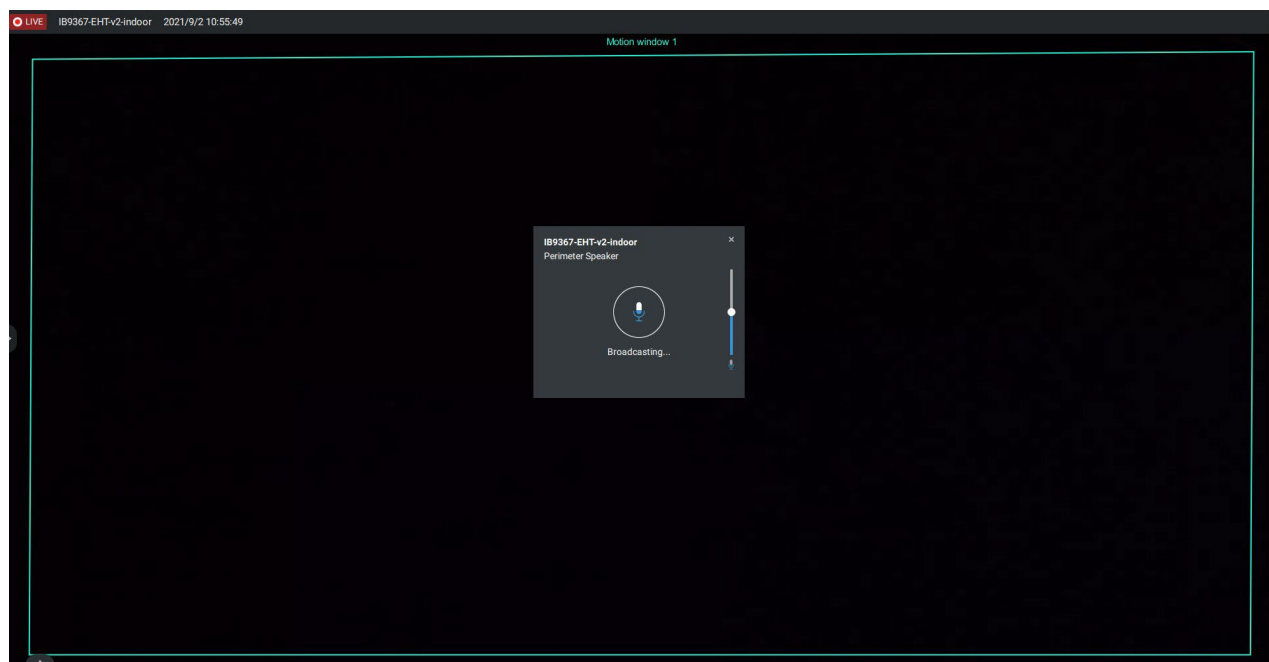 LIVE IB9367-EHT-v2-indoor 2021/9/2 10:55:49
Motion window 1
IB9367-EHT-v2-indoor
Perimeter Speaker
Broadcasting...